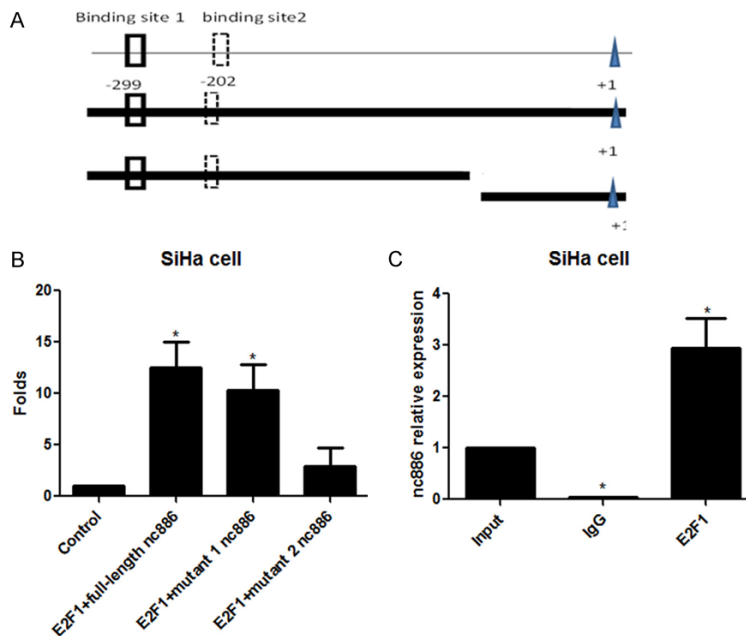 A
Binding site 1 binding site2
-299 -202 +1
+1
+1
B
SiHa cell
Folds
20
15
10
5
0
* *
Control
E2F1+full-length nc886
E2F1+mutant 1 nc886
E2F1+mutant 2 nc886
C
SiHa cell
nc886 relative expression
4
3
2
1
0
*
*
Input
IgG
E2F1